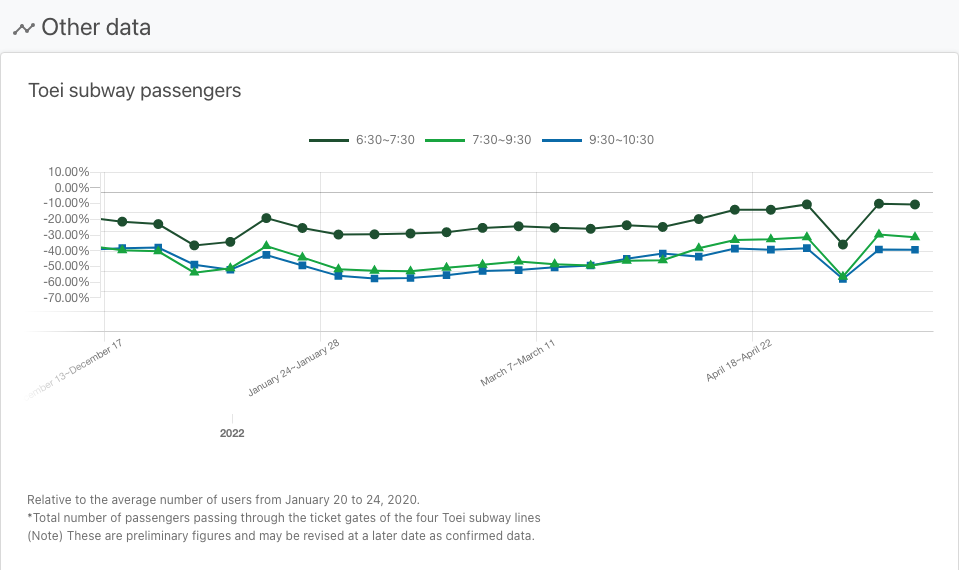 Other data
Toei subway passengers
6:30~7:30 7:30~9:30 9:30~10:30
10.00%
0.00%
-10.00%
-20.00%
-30.00%
-40.00%
-50.00%
-60.00%
-70.00%
13~December 17
January 24~January 28
March 7~March 11
April 18~April 22
2022
Relative to the average number of users from January 20 to 24, 2020.
*Total number of passengers passing through the ticket gates of the four Toei subway lines
(Note) These are preliminary figures and may be revised at a later date as confirmed data.